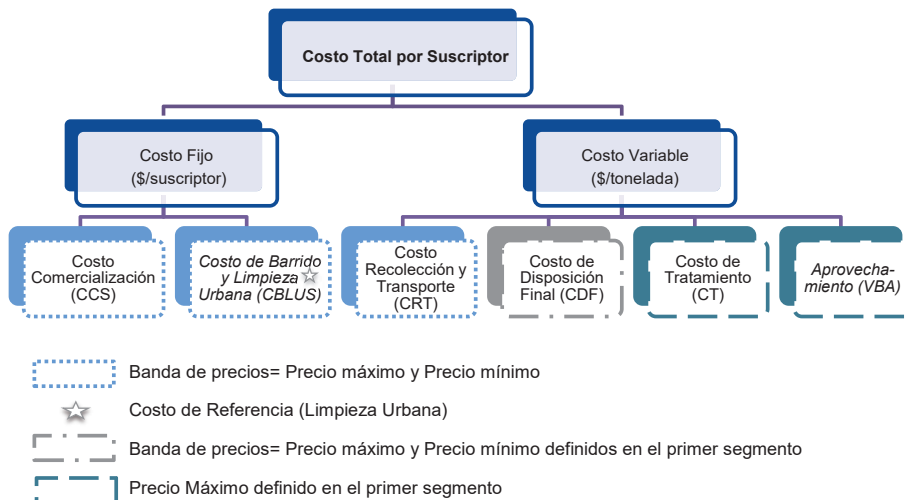 Costo Total por Suscriptor
Costo Fijo
($/suscriptor)
Costo Variable
($/tonelada)
Costo
Comercialización
(CCS)
Costo de Barrido
y Limpieza
Urbana (CBLUS)
Costo
Recolección y
Transporte
(CRT)
Costo de
Disposición
Final (CDF)
Costo de
Tratamiento
(CT)
Aprovecha-
miento (VBA)
Banda de precios= Precio máximo y Precio mínimo
Costo de Referencia (Limpieza Urbana)
Banda de precios= Precio máximo y Precio mínimo definidos en el primer segmento
Precio Máximo definido en el primer segmento